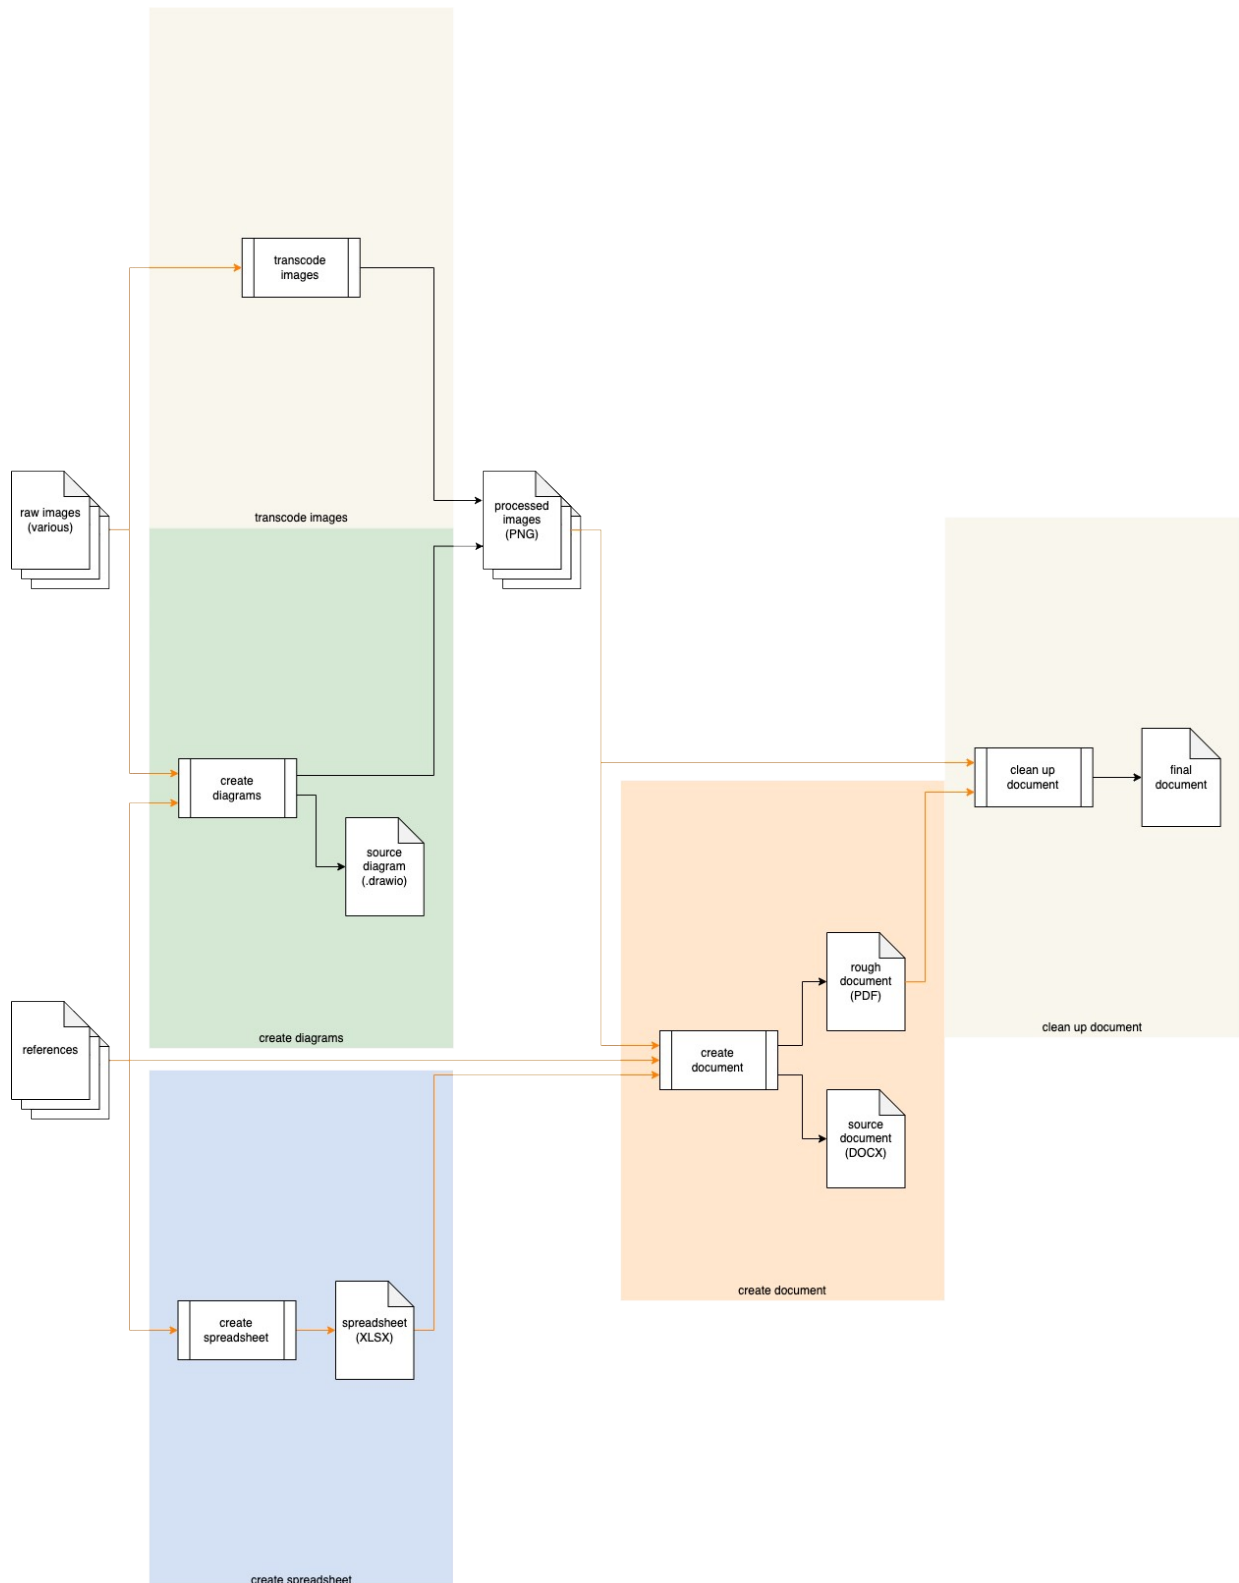 transcode
images
raw images
(various)
transcode images
processed
images
(PNG)
create
diagrams
source
diagram
(.drawio)
clean up
document
final
document
references
create diagrams
rough
document
(PDF)
clean up document
create
document
source
document
(DOCX)
create document
create
spreadsheet
spreadsheet
(XLSX)
create spreadsheet